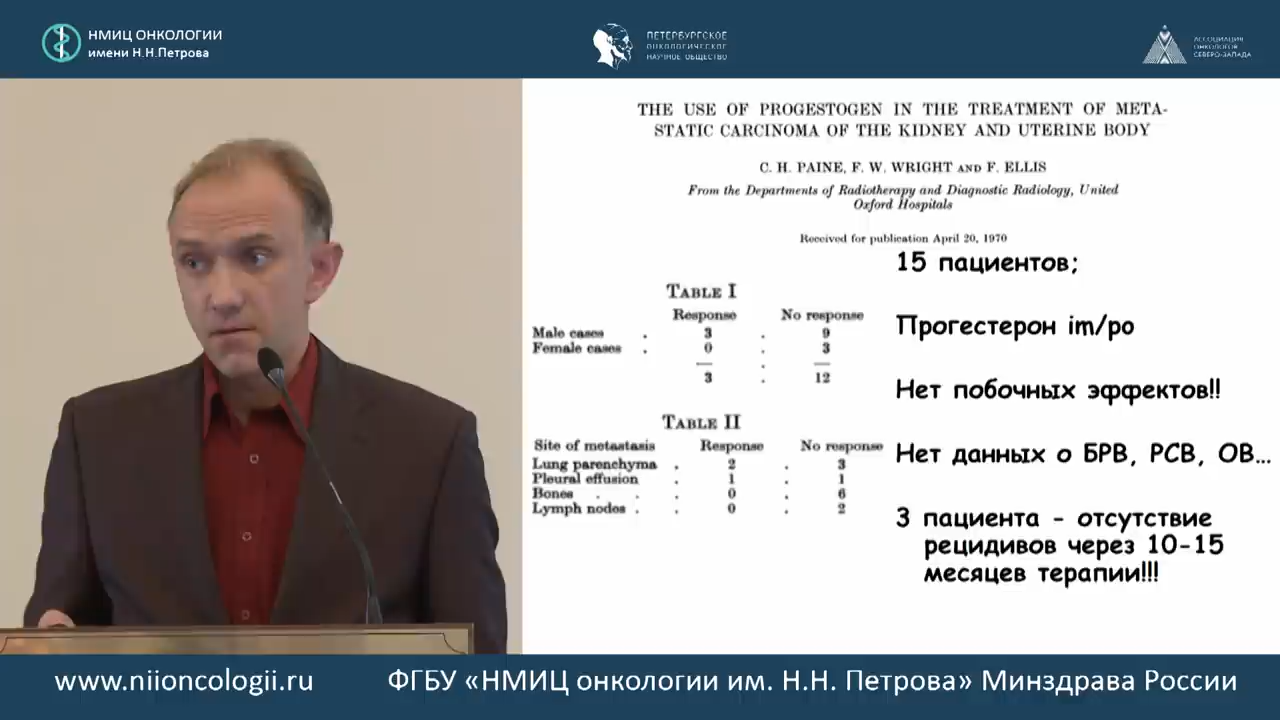 НМИЦ ОНКОЛОГИИ
имени Н.Н.Петрова
ПЕТЕРБУРГСКОЕ
ОНКОЛОГИЧЕСКОЕ
НАУЧНОЕ ОБЩЕСТВО
АССОЦИАЦИЯ
ОНКОЛОГОВ
СЕВЕРО-ЗАПАДА
THE USE OF PROGESTOGEN IN THE TREATMENT OF META-
STATIC CARCINOMA OF THE KIDNEY AND UTERINE BODY
C. H. PAINE, F. W. WRIGHT AND F. ELLIS
From the Departments of Radiotherapy and Diagnostic Radiology, United
Oxford Hospitals
Received for publication April 20, 1970
TABLE I
Response No response
Male cases . 3 . 9
Female cases . 0 . 3
3 . 12
TABLE II
Site of metastasis Response No response
Lung parenchyma . 2 . 3
Pleural effusion . 1 . 1
Bones . . . 0 . 6
Lymph nodes . . 0 . 2
15 пациентов;
Прогестерон im/po
Нет побочных эффектов!!
Нет данных о БРВ, РСВ, ОВ...
3 пациента - отсутствие
рецидивов через 10-15
месяцев терапии!!!
www.niioncologii.ru
ФГБУ «НМИЦ онкологии им. Н.Н. Петрова» Минздрава России